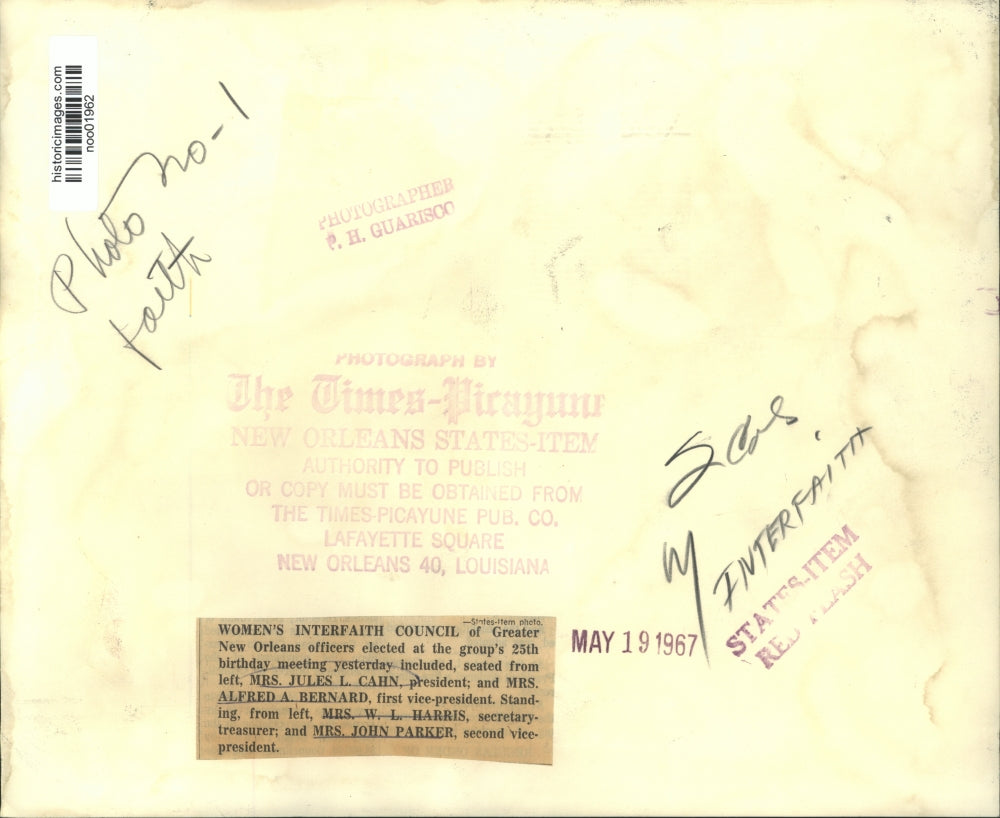 historicimages.com
noo01962
Photo no-1
faith
PHOTOGRAPHER
P. H. GUARISCO
PHOTOGRAPH BY
The Times-Picayune
NEW ORLEANS STATES-ITEM
AUTHORITY TO PUBLISH
OR COPY MUST BE OBTAINED FROM
THE TIMES-PICAYUNE PUB. CO.
LAFAYETTE SQUARE
NEW ORLEANS 40, LOUISIANA
2 Cols
INTERFAITH
STATES-ITEM
RED FLASH
MAY 19 1967
—States-Item photo.
WOMEN'S INTERFAITH COUNCIL of Greater
New Orleans officers elected at the group's 25th
birthday meeting yesterday included, seated from
left, MRS. JULES L. CAHN, president; and MRS.
ALFRED A. BERNARD, first vice-president. Stand-
ing, from left, MRS. W. L. HARRIS, secretary-
treasurer; and MRS. JOHN PARKER, second vice-
president.